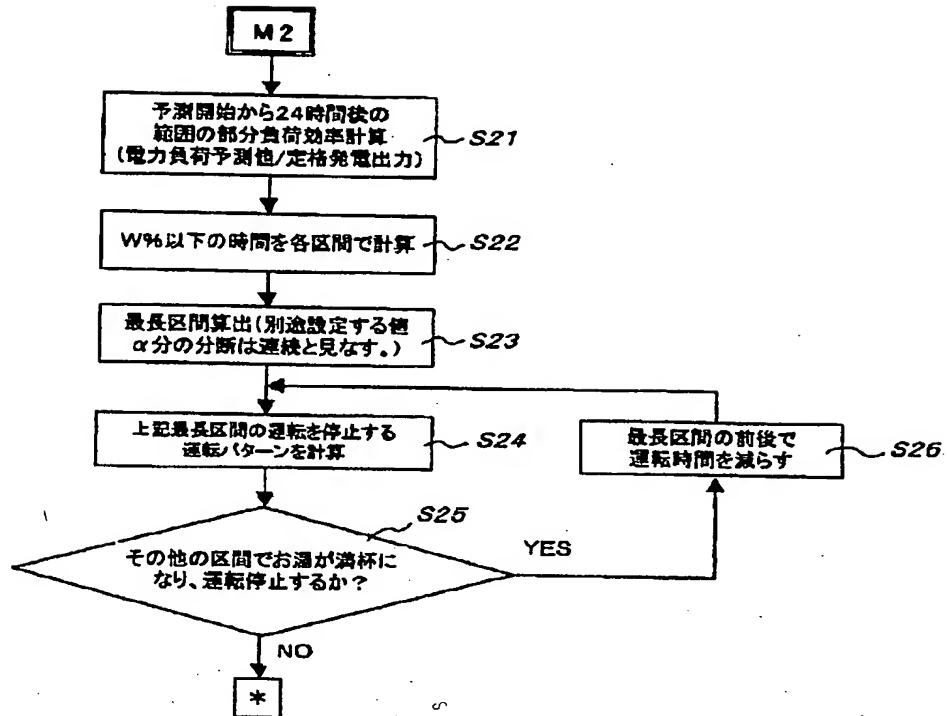 M2
予測開始から24時間後の
範囲の部分負荷効率計算
(電力負荷予測値/定格発電出力)
S21
W%以下の時間を各区間で計算
S22
最長区間算出(別途設定する値
α分の分断は連続と見なす。)
S23
上記最長区間の運転を停止する
運転パターンを計算
S24
最長区間の前後で
運転時間を減らす
S26
S25
その他の区間でお湯が満杯に
なり、運転停止するか?
YES
NO
*